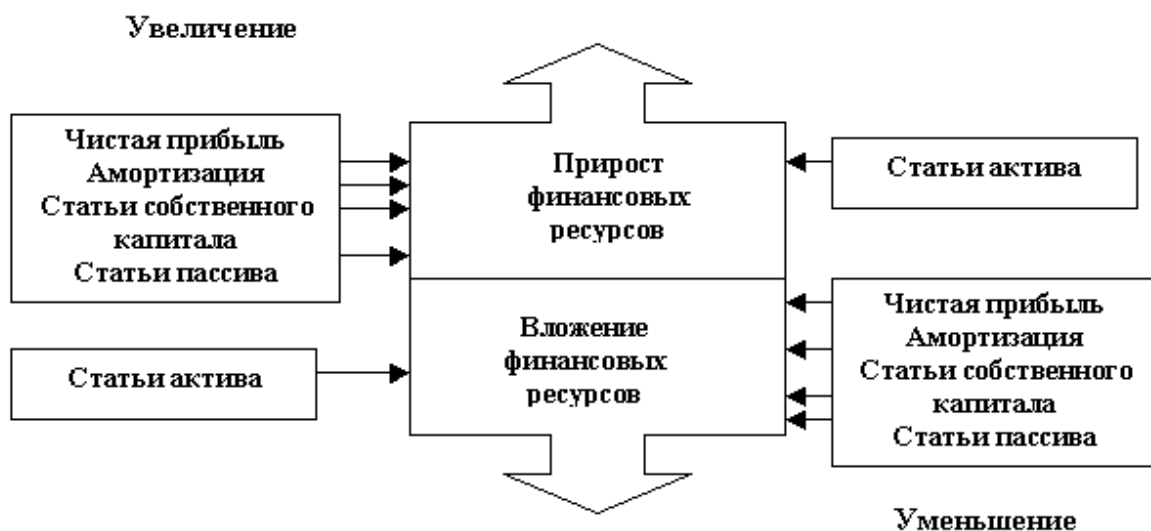 Увеличение
Чистая прибыль
Амортизация
Статьи собственного
капитала
Статьи пассива
Прирост
финансовых
ресурсов
Статьи актива
Статьи актива
Вложение
финансовых
ресурсов
Чистая прибыль
Амортизация
Статьи собственного
капитала
Статьи пассива
Уменьшение